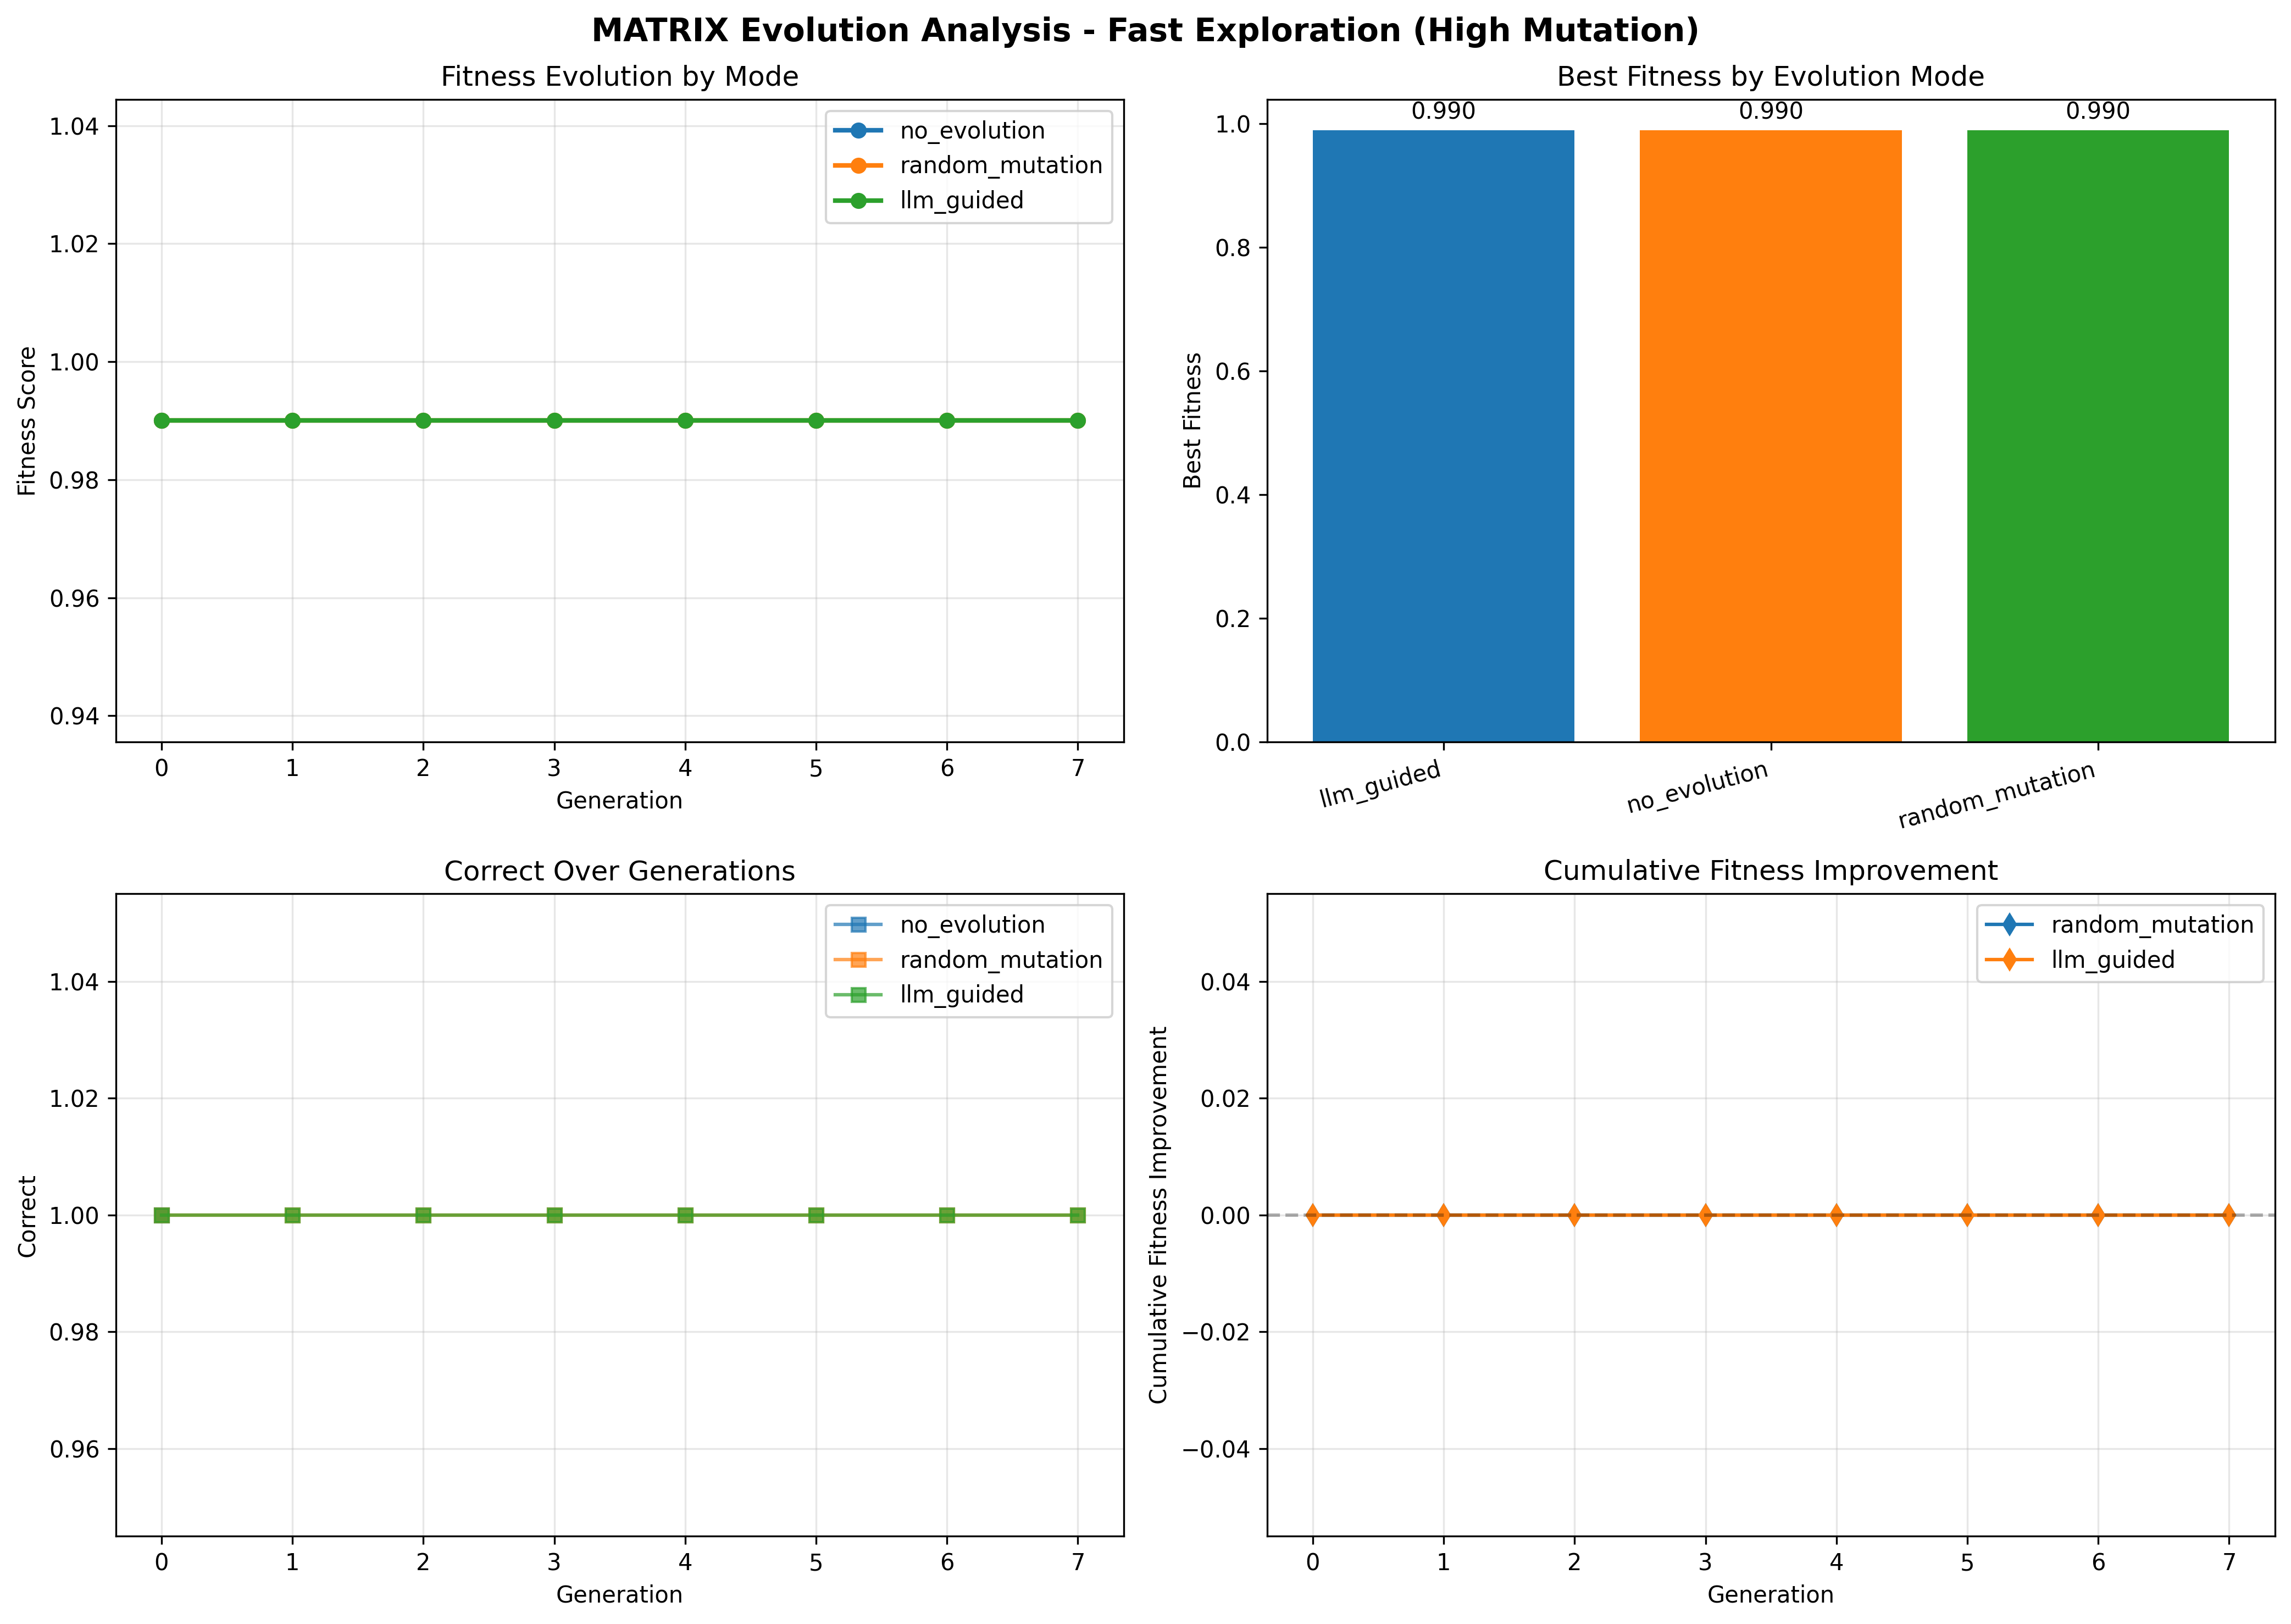 MATRIX Evolution Analysis - Fast Exploration (High Mutation)
Fitness Evolution by Mode
1.04
1.02
1.00
0.98
0.96
0.94
Fitness Score
0 1 2 3 4 5 6 7
Generation
no_evolution
random_mutation
llm_guided
Best Fitness by Evolution Mode
0.990 0.990 0.990
1.0
0.8
0.6
0.4
0.2
0.0
Best Fitness
llm_guided
no_evolution
random_mutation
Correct Over Generations
1.04
1.02
1.00
0.98
0.96
Correct
0 1 2 3 4 5 6 7
Generation
no_evolution
random_mutation
llm_guided
Cumulative Fitness Improvement
0.04
0.02
0.00
−0.02
−0.04
Cumulative Fitness Improvement
0 1 2 3 4 5 6 7
Generation
random_mutation
llm_guided